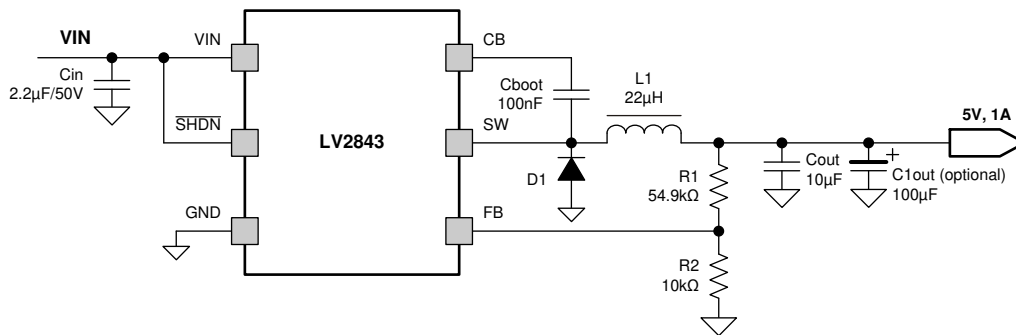 VIN
Cin
2.2µF/50V
VIN
SHDN
GND
LV2843
CB
SW
FB
Cboot
100nF
L1
22µH
D1
R1
54.9kΩ
R2
10kΩ
Cout
10µF
+
C1out (optional)
100µF
5V, 1A